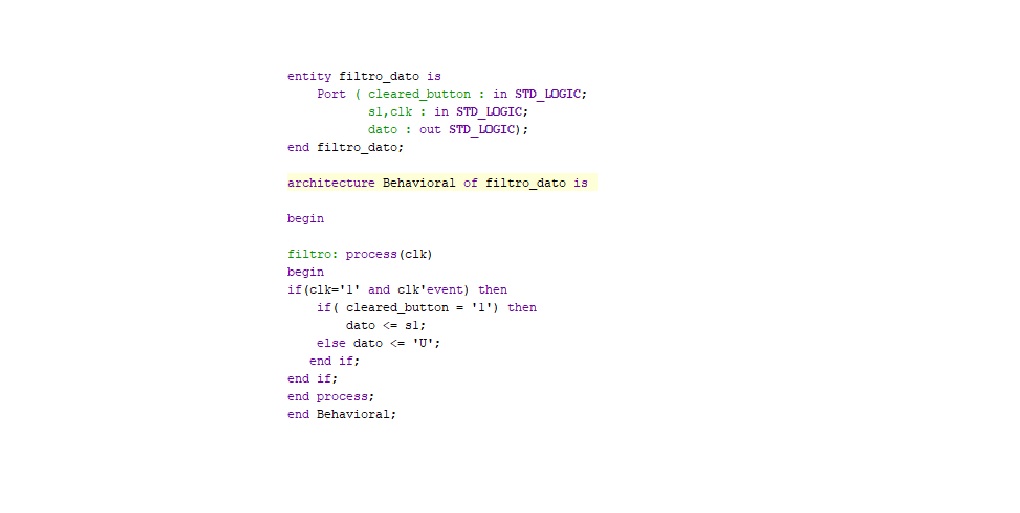 entity filtro_dato is
Port ( cleared_button : in STD_LOGIC;
s1,clk : in STD_LOGIC;
dato : out STD_LOGIC);
end filtro_dato;
architecture Behavioral of filtro_dato is
begin
filtro: process(clk)
begin
if(clk='1' and clk'event) then
if( cleared_button = '1') then
dato <= s1;
else dato <= 'U';
end if;
end if;
end process;
end Behavioral;